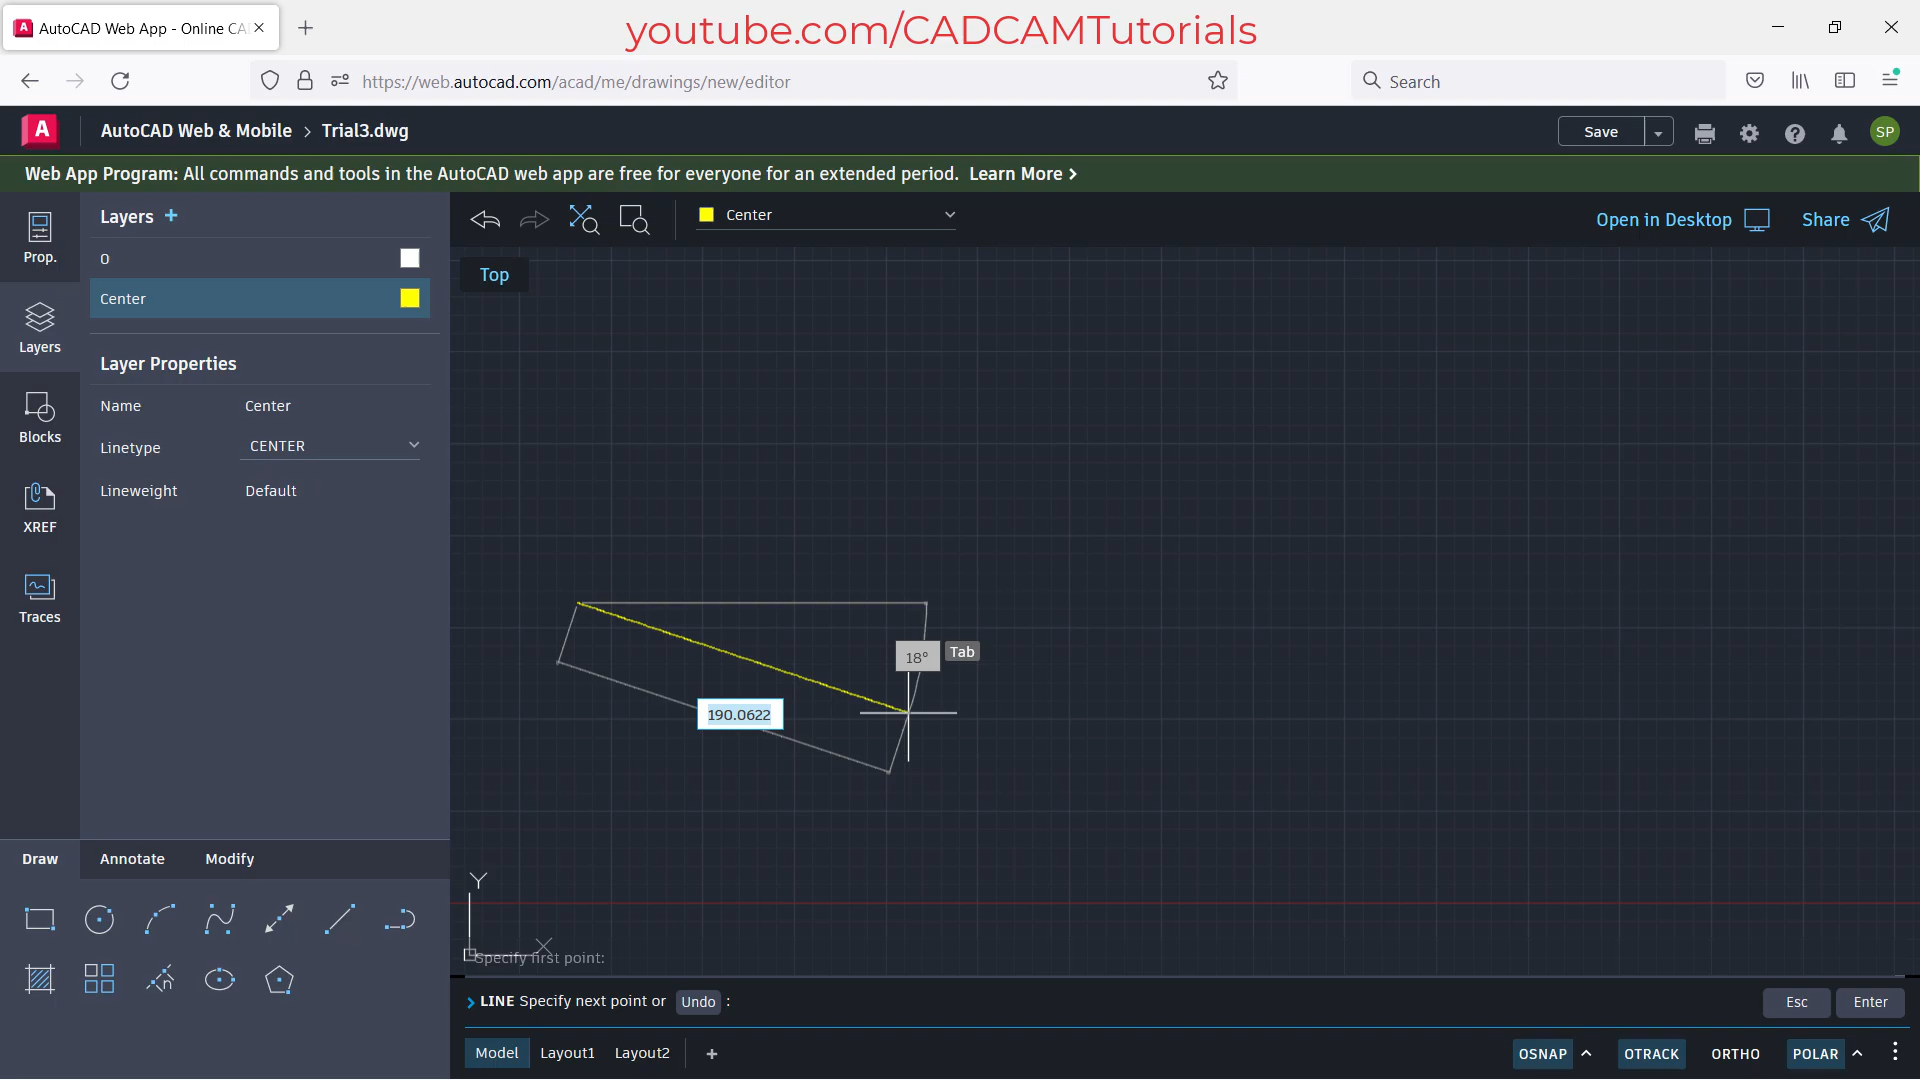 AutoCAD Web App - Online CA
youtube.com/CADCAMTutorials
https://web.autocad.com/acad/me/drawings/new/editor
Search
A
AutoCAD Web & Mobile > Trial3.dwg
Save
SP
Web App Program: All commands and tools in the AutoCAD web app are free for everyone for an extended period. Learn More >
Prop.
Layers +
0
Center
Layers
Layer Properties
Name Center
Linetype CENTER
Lineweight Default
Blocks
XREF
Traces
Center
Open in Desktop
Share
Top
18°
Tab
190.0622
Draw Annotate Modify
Y
X
Specify first point:
> LINE Specify next point or Undo :
Esc
Enter
Model Layout1 Layout2 +
OSNAP OTRACK ORTHO POLAR